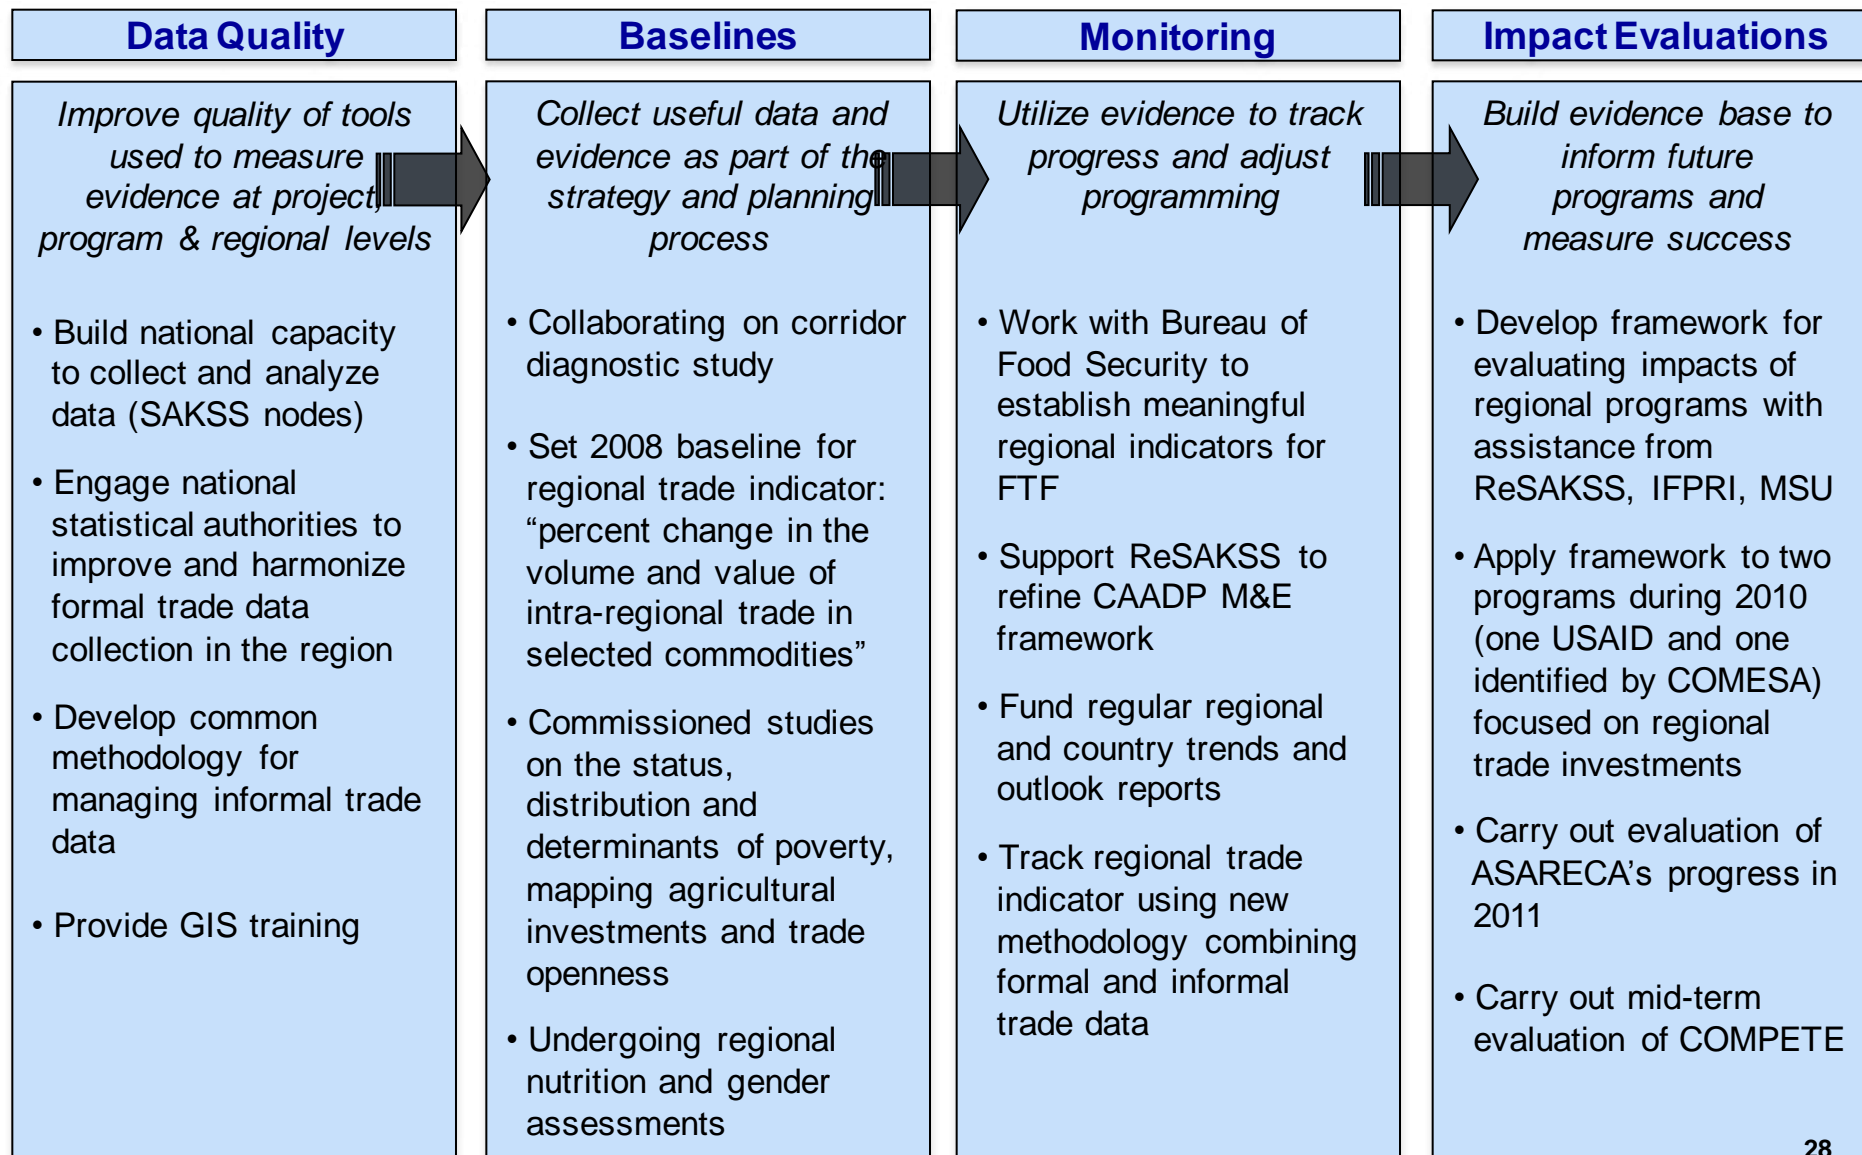 Data Quality
Improve quality of tools
used to measure
evidence at project,
program & regional levels
• Build national capacity
to collect and analyze
data (SAKSS nodes)
• Engage national
statistical authorities to
improve and harmonize
formal trade data
collection in the region
• Develop common
methodology for
managing informal trade
data
• Provide GIS training
Baselines
Collect useful data and
evidence as part of the
strategy and planning
process
• Collaborating on corridor
diagnostic study
• Set 2008 baseline for
regional trade indicator:
“percent change in the
volume and value of
intra-regional trade in
selected commodities”
• Commissioned studies
on the status,
distribution and
determinants of poverty,
mapping agricultural
investments and trade
openness
• Undergoing regional
nutrition and gender
assessments
Monitoring
Utilize evidence to track
progress and adjust
programming
• Work with Bureau of
Food Security to
establish meaningful
regional indicators for
FTF
• Support ReSAKSS to
refine CAADP M&E
framework
• Fund regular regional
and country trends and
outlook reports
• Track regional trade
indicator using new
methodology combining
formal and informal
trade data
Impact Evaluations
Build evidence base to
inform future
programs and
measure success
• Develop framework for
evaluating impacts of
regional programs with
assistance from
ReSAKSS, IFPRI, MSU
• Apply framework to two
programs during 2010
(one USAID and one
identified by COMESA)
focused on regional
trade investments
• Carry out evaluation of
ASARECA’s progress in
2011
• Carry out mid-term
evaluation of COMPETE
28